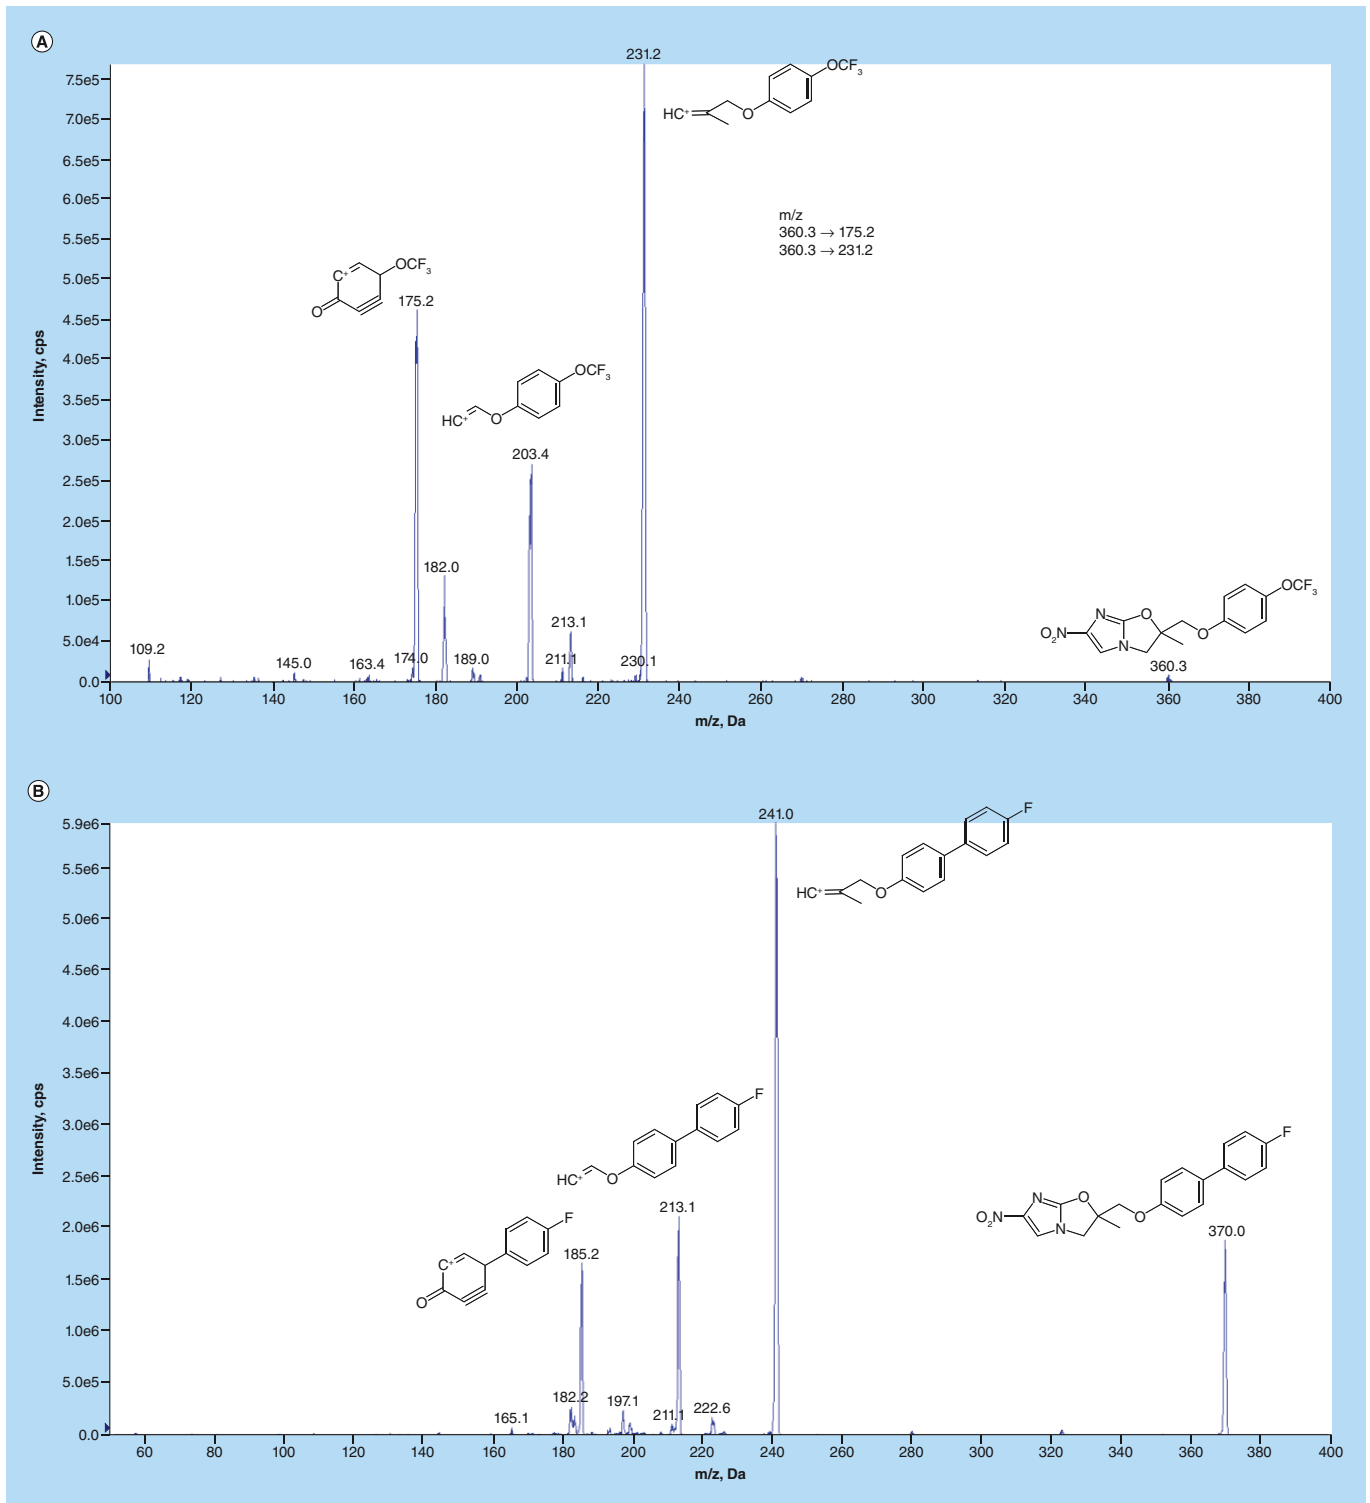 A
231.2
7.5e5
7.0e5
6.5e5
6.0e5
5.5e5
5.0e5
4.5e5
4.0e5
3.5e5
3.0e5
2.5e5
2.0e5
1.5e5
1.0e5
5.0e4
0.0
Intensity, cps
OCF3
HC+
O
m/z
360.3 → 175.2
360.3 → 231.2
C+
OCF3
O
175.2
OCF3
HC+
O
203.4
182.0
213.1
109.2
145.0
163.4
174.0
189.0
211.1
230.1
OCF3
N
O
O2N
N
O
360.3
100 120 140 160 180 200 220 240 260 280 300 320 340 360 380 400
m/z, Da
B
241.0
5.9e6
5.5e6
5.0e6
4.5e6
4.0e6
3.5e6
3.0e6
2.5e6
2.0e6
1.5e6
1.0e6
5.0e5
0.0
Intensity, cps
F
HC+
O
F
HC+
O
213.1
F
C+
O
185.2
F
N
O
O2N
N
O
370.0
165.1
182.2
197.1
211.1
222.6
60 80 100 120 140 160 180 200 220 240 260 280 300 320 340 360 380 400
m/z, Da